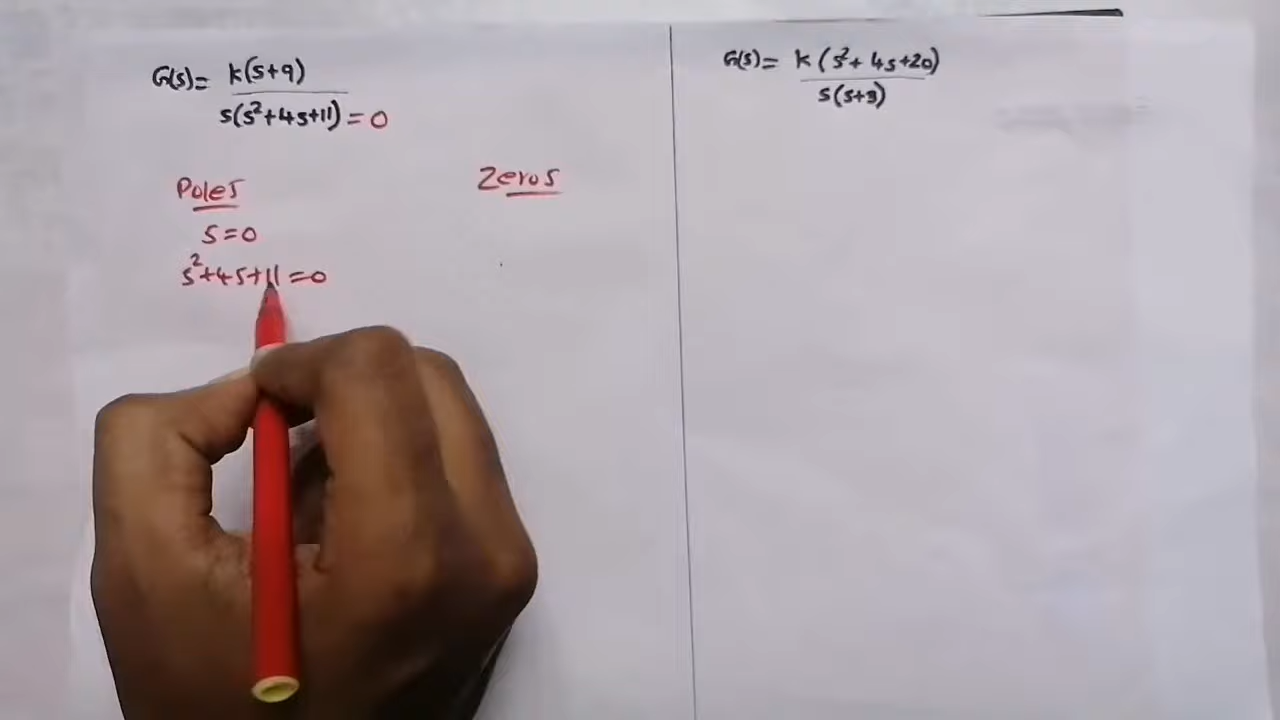 G(s)= k(s+9)
s(s²+4s+11) = 0
Poles
s=0
s²+4s+11=0
Zeros
G(s)= k(s²+4s+20)
s(s+3)